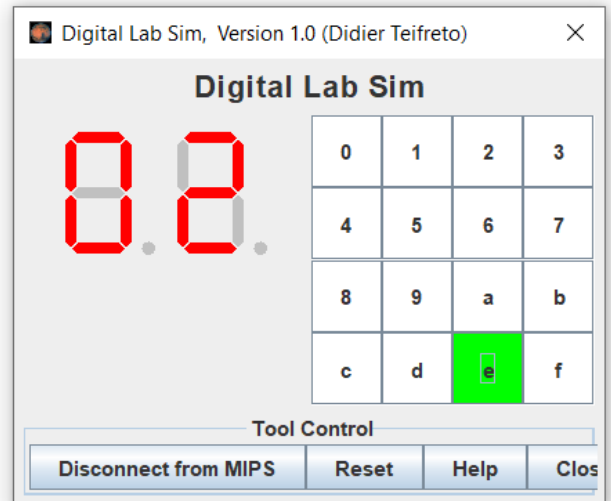 Digital Lab Sim, Version 1.0 (Didier Teifreto)
Digital Lab Sim
02
0 1 2 3
4 5 6 7
8 9 a b
c d e f
Tool Control
Disconnect from MIPS Reset Help Clos